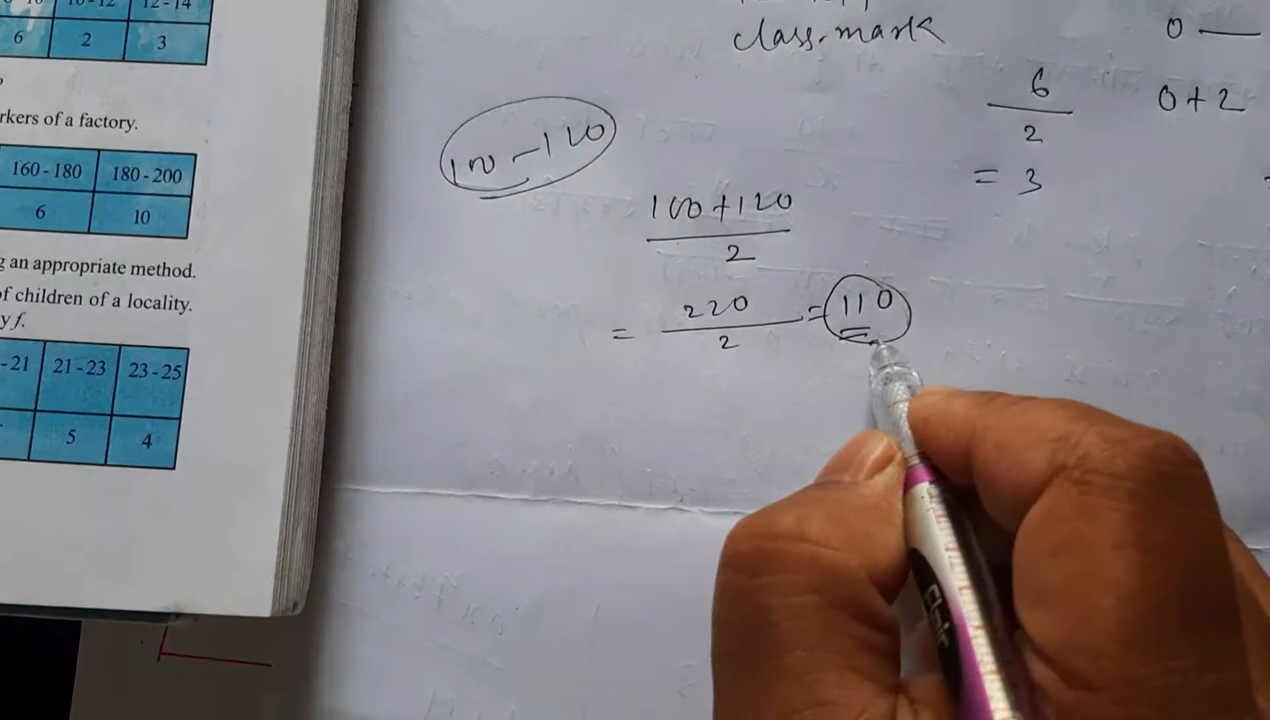 6 2 3
rkers of a factory.
160 - 180 180 - 200
6 10
g an appropriate method.
f children of a locality.
y f.
-21 21 - 23 23 - 25
5 4
class mark
100 - 120
100 + 120
2
= 220 = 110
2
6
2
= 3
0 —
0 + 2
Clair